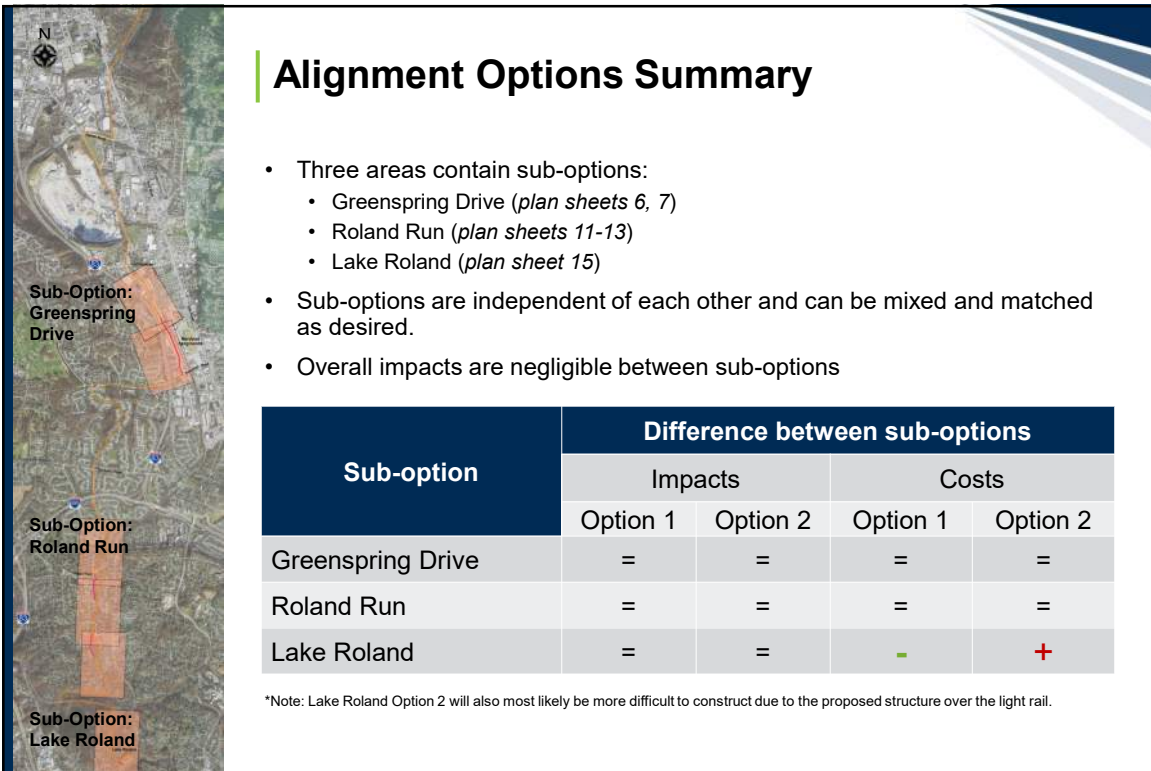 N
Sub-Option:
Greenspring
Drive
Sub-Option:
Roland Run
Sub-Option:
Lake Roland
Alignment Options Summary
• Three areas contain sub-options:
• Greenspring Drive (plan sheets 6, 7)
• Roland Run (plan sheets 11-13)
• Lake Roland (plan sheet 15)
• Sub-options are independent of each other and can be mixed and matched
as desired.
• Overall impacts are negligible between sub-options
Sub-option Difference between sub-options
Impacts Costs
Option 1 Option 2 Option 1 Option 2
Greenspring Drive = = = =
Roland Run = = = =
Lake Roland = = - +
*Note: Lake Roland Option 2 will also most likely be more difficult to construct due to the proposed structure over the light rail.